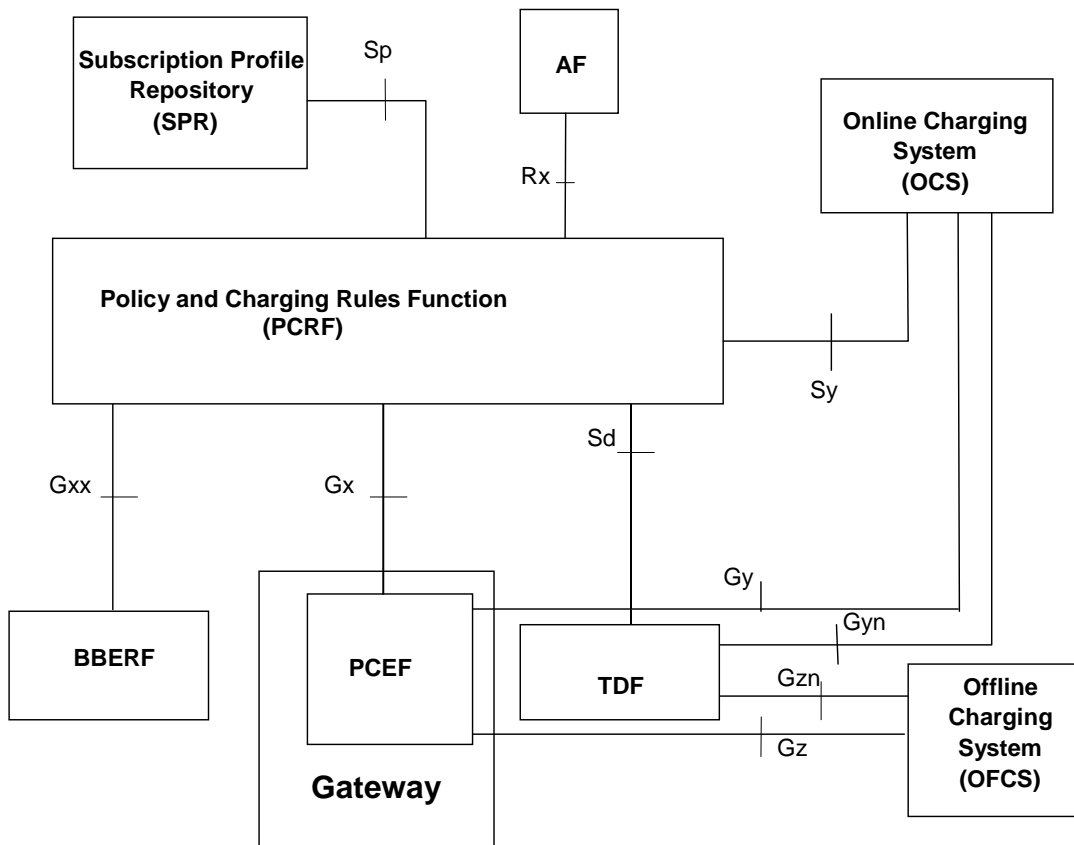 Subscription Profile
Repository
(SPR)
Sp
AF
Online Charging
System
(OCS)
Rx
Policy and Charging Rules Function
(PCRF)
Sy
Sd
Gxx
Gx
Gy
Gyn
BBERF
PCEF
TDF
Gzn
Offline
Charging
System
(OFCS)
Gz
Gateway